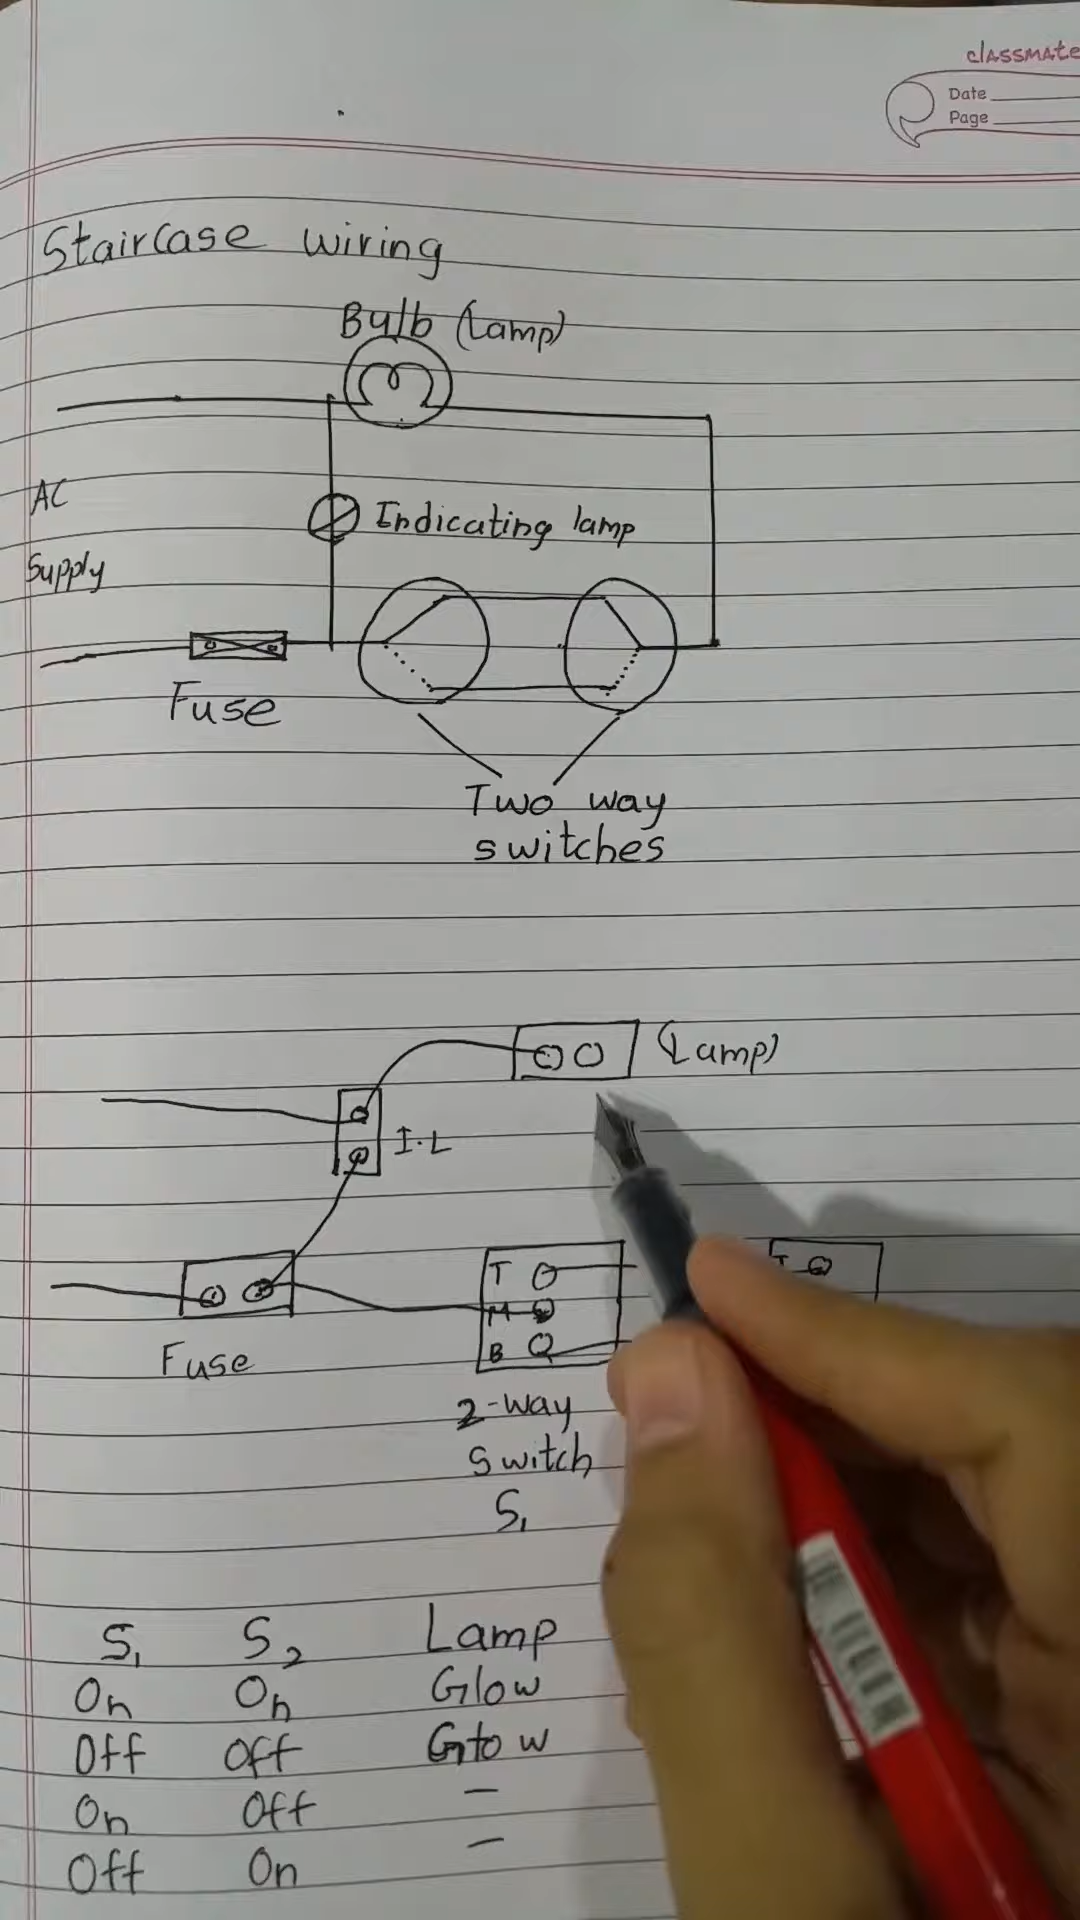 classmate
Date
Page
Staircase wiring
Bulb (Lamp)
AC
Supply
Indicating lamp
Fuse
Two way
switches
(Lamp)
I.L
T
M
B
T
Fuse
2-way
switch
S₁
S₁ S₂ Lamp
On On Glow
Off Off Glow
On Off –
Off On –